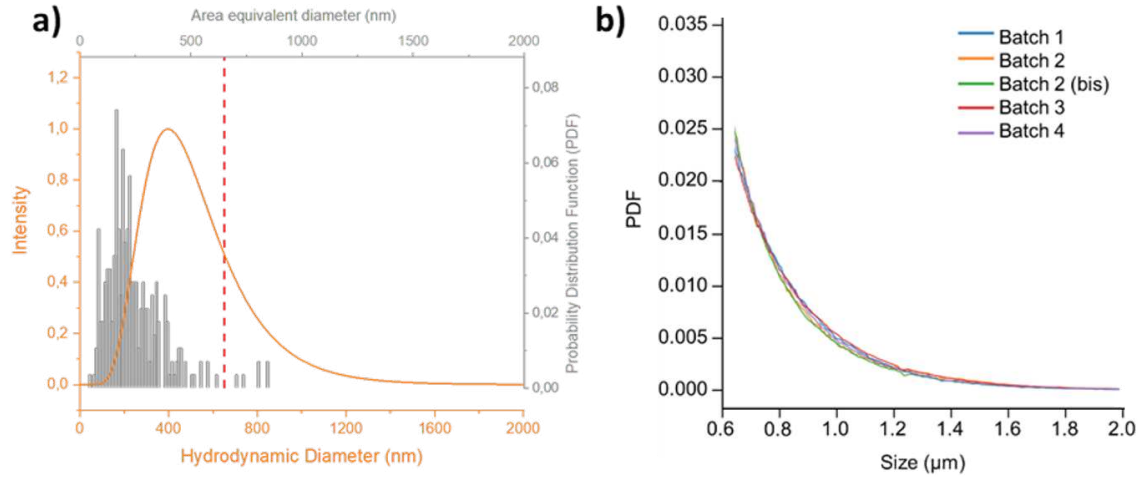 a)
Area equivalent diameter (nm)
0 500 1000 1500 2000
1,2
1,0
0,8
0,6
0,4
0,2
0,0
Intensity
0,08
0,06
0,04
0,02
0,00
Probability Distribution Function (PDF)
0 400 800 1200 1600 2000
Hydrodynamic Diameter (nm)
b)
0.035
0.030
0.025
0.020
0.015
0.010
0.005
0.000
PDF
Batch 1
Batch 2
Batch 2 (bis)
Batch 3
Batch 4
0.6 0.8 1.0 1.2 1.4 1.6 1.8 2.0
Size (µm)